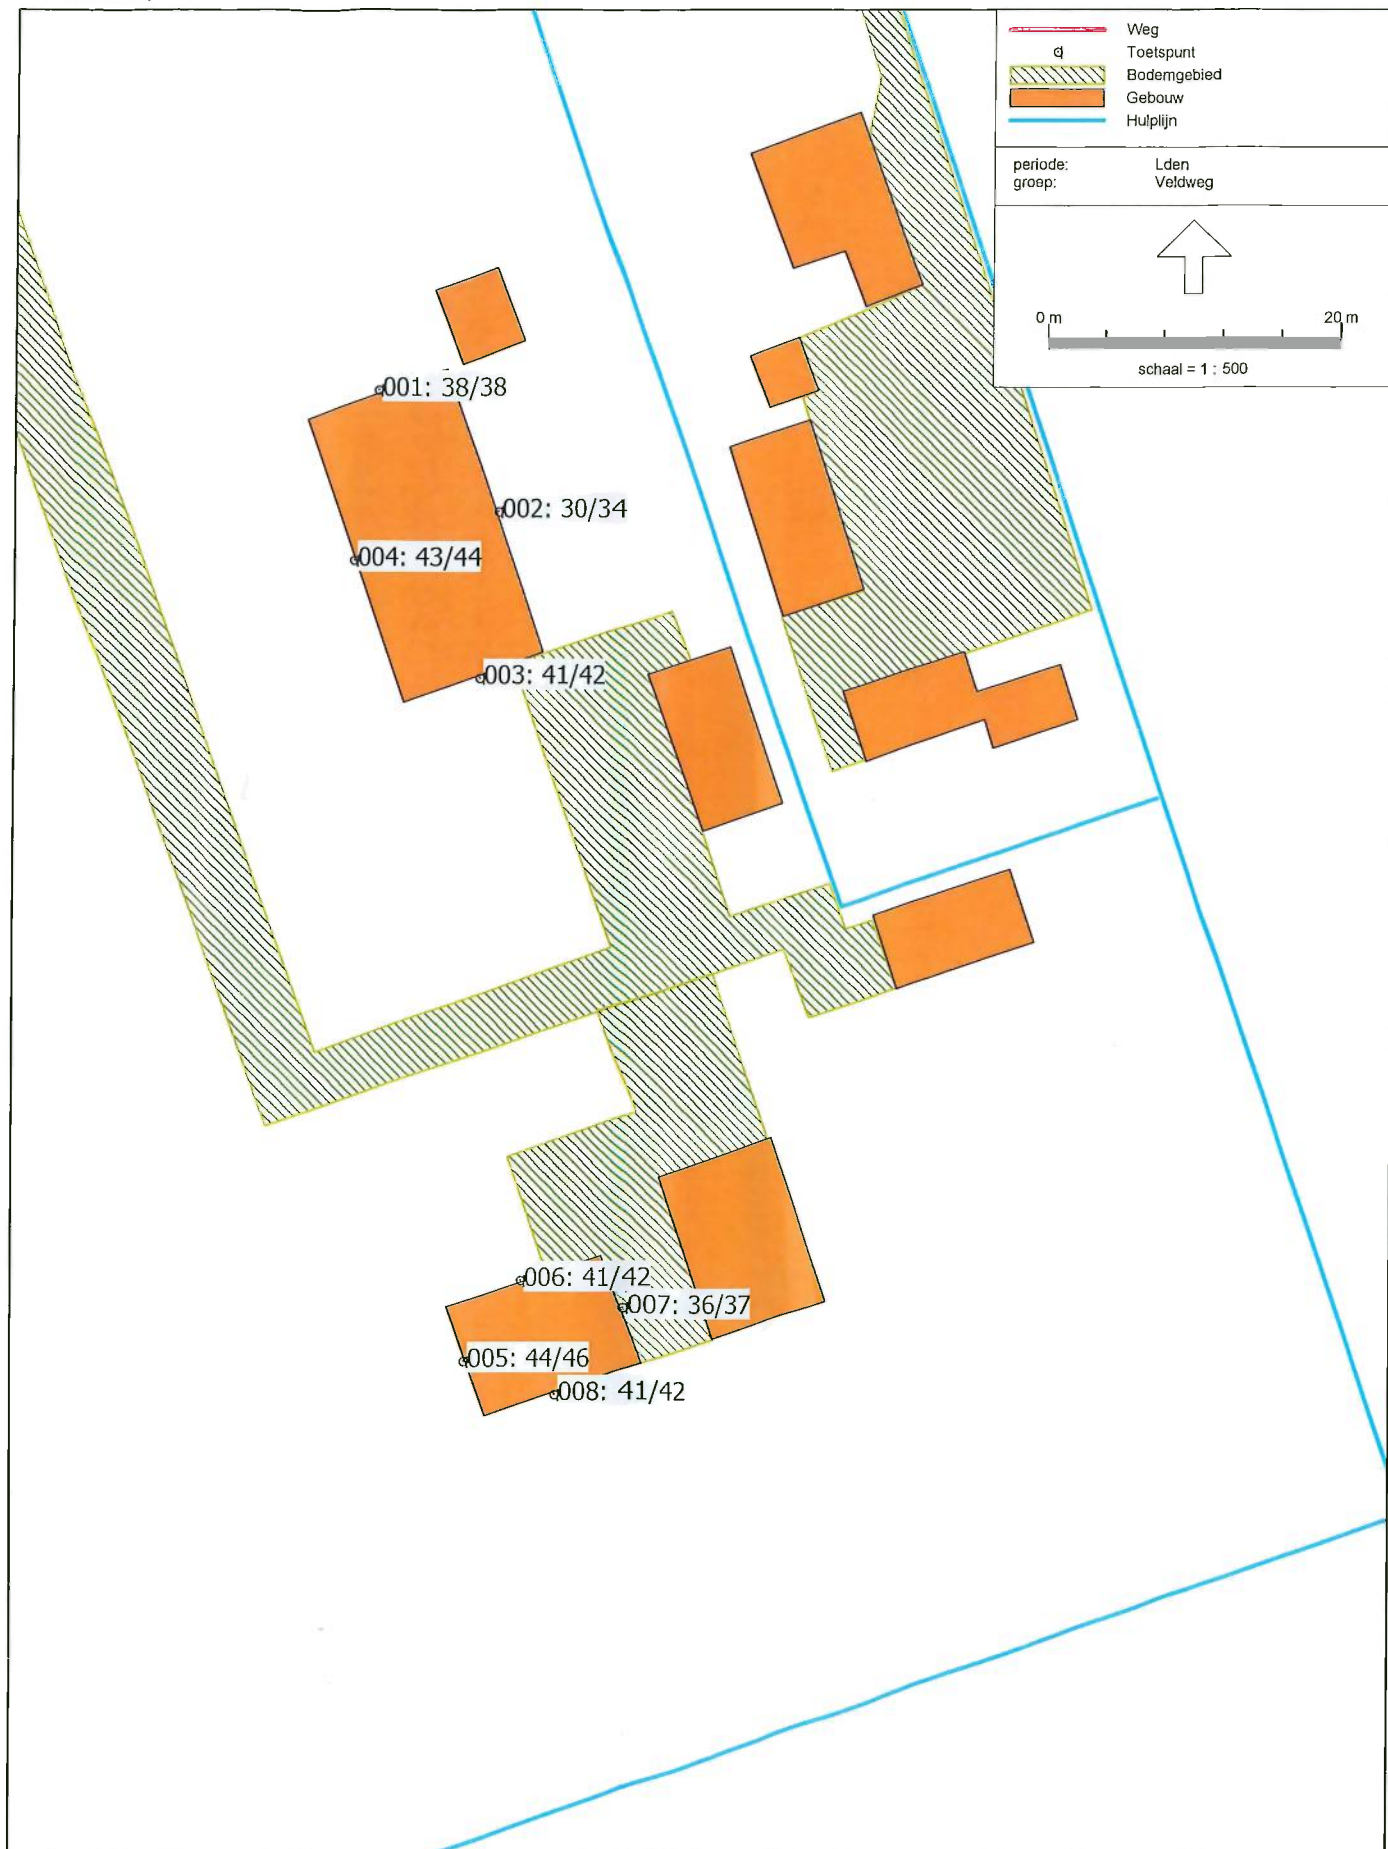 Weg
Toetspunt
Bodemgebied
Gebouw
Hulplijn
periode: Lden
groep: Veldweg
0 m 20 m
schaal = 1 : 500
001: 38/38
002: 30/34
004: 43/44
003: 41/42
006: 41/42
007: 36/37
005: 44/46
008: 41/42